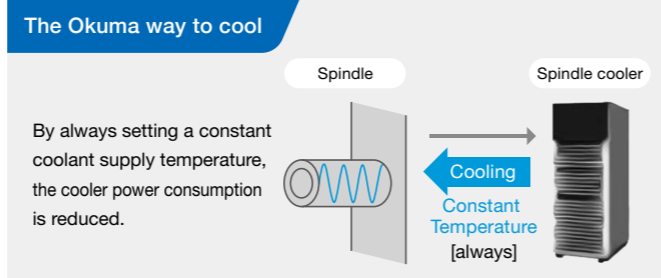 The Okuma way to cool
Spindle
Spindle cooler
By always setting a constant
coolant supply temperature,
the cooler power consumption
is reduced.
Cooling
Constant
Temperature
[always]